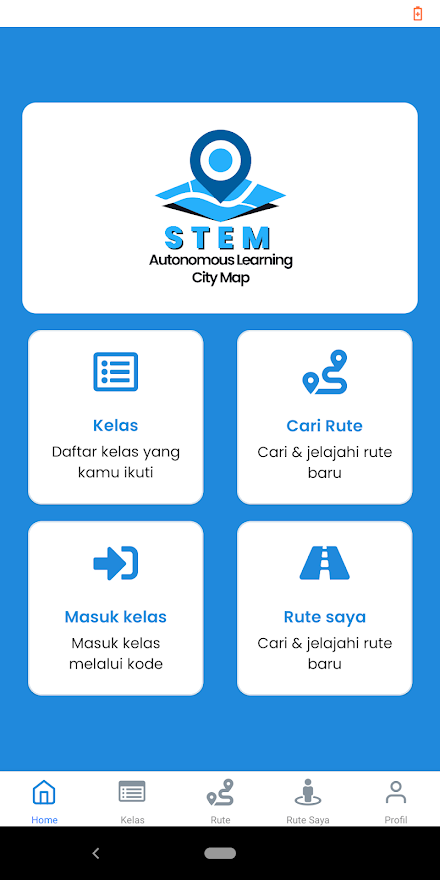 STEM
Autonomous Learning
City Map
Kelas
Daftar kelas yang
kamu ikuti
Cari Rute
Cari & jelajahi rute
baru
Masuk kelas
Masuk kelas
melalui kode
Rute saya
Cari & jelajahi rute
baru
Home
Kelas
Rute
Rute Saya
Profil